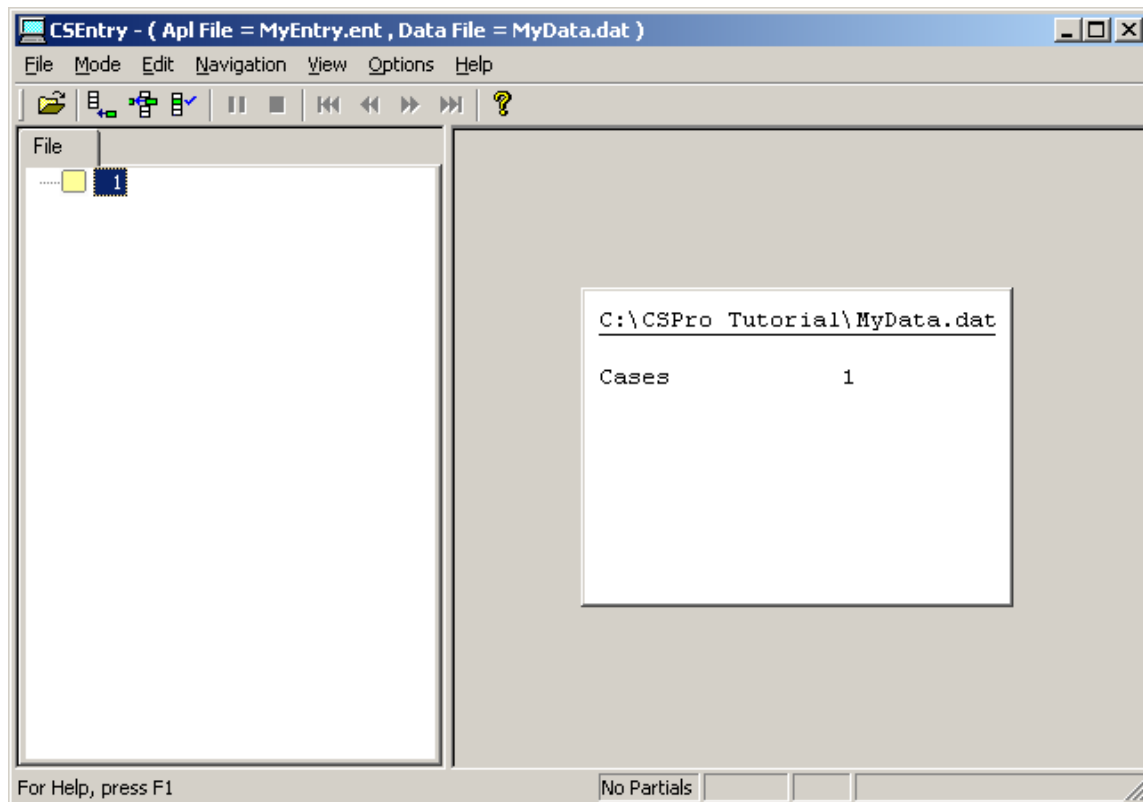 CSEntry - ( Apl File = MyEntry.ent , Data File = MyData.dat )
File Mode Edit Navigation View Options Help
File
1
C:\CSPro Tutorial\MyData.dat
Cases 1
For Help, press F1
No Partials